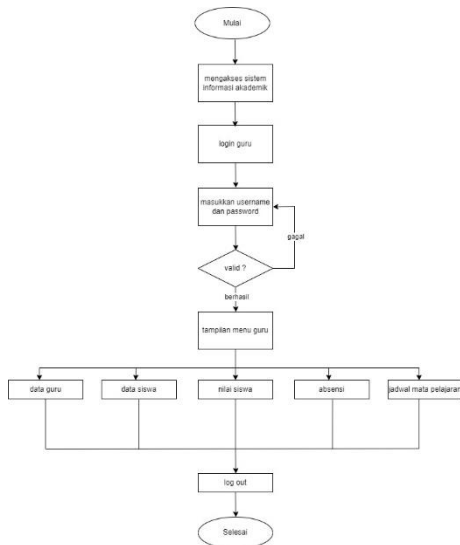 Mulai
mengakses sistem
informasi akademik
login guru
masukkan username
dan password
gagal
valid ?
berhasil
tampilan menu guru
data guru
data siswa
nilai siswa
absensi
jadwal mata pelajaran
log out
Selesai